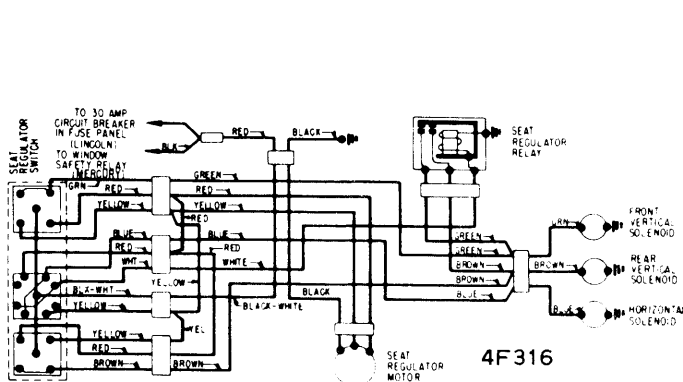 TO 30 AMP
CIRCUIT BREAKER
IN FUSE PANEL
(LINCOLN)
TO WINDOW
SAFETY RELAY
(MERCURY)
SEAT
REGULATOR
SWITCH
RED
BLK
BLACK
SEAT
REGULATOR
RELAY
GRN
GREEN
RED
RED
YELLOW
YELLOW
RED
BLUE
BLUE
RED
RED
WHT
WHITE
YELLOW
BLK-WHT
BLACK-WHITE
BLACK
YELLOW
YEL
YELLOW
RED
BROWN
BROWN
GREEN
GREEN
BROWN
BROWN
BLUE
GRN
FRONT
VERTICAL
SOLENOID
BROWN
REAR
VERTICAL
SOLENOID
HORIZONTAL
SOLENOID
SEAT
REGULATOR
MOTOR
4F316